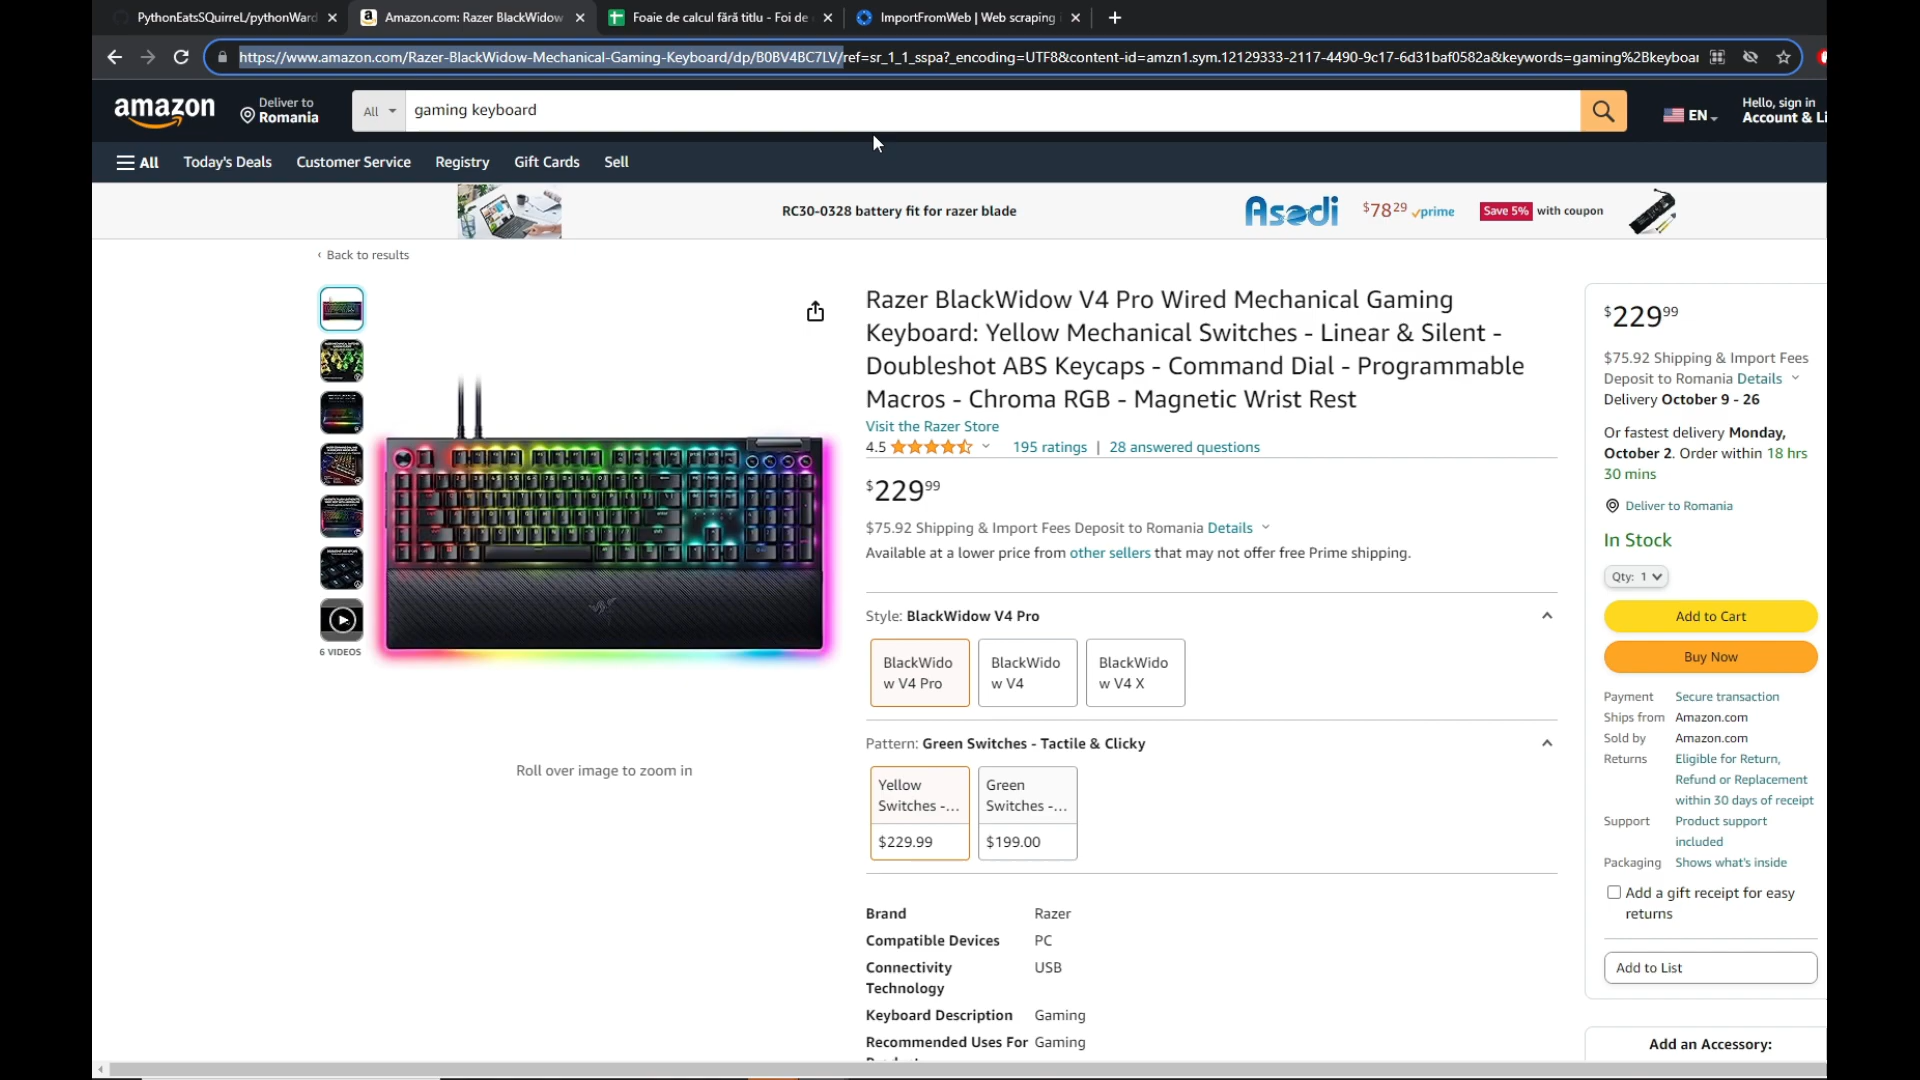 PythonEatsSQuirreL/pythonWard
Amazon.com: Razer BlackWidow
Foaie de calcul fără titlu - Foi de
ImportFromWeb | Web scraping
https://www.amazon.com/Razer-BlackWidow-Mechanical-Gaming-Keyboard/dp/B0BV4BC7LV/ref=sr_1_1_sspa?_encoding=UTF8&content-id=amzn1.sym.12129333-2117-4490-9c17-6d31baf0582a&keywords=gaming%2Bkeyboar
amazon
Deliver to
Romania
All
gaming keyboard
EN
Hello, sign in
Account & Li
All
Today's Deals
Customer Service
Registry
Gift Cards
Sell
RC30-0328 battery fit for razer blade
Asodi
$78 29 prime
Save 5% with coupon
‹ Back to results
6 VIDEOS
Roll over image to zoom in
Razer BlackWidow V4 Pro Wired Mechanical Gaming
Keyboard: Yellow Mechanical Switches - Linear & Silent -
Doubleshot ABS Keycaps - Command Dial - Programmable
Macros - Chroma RGB - Magnetic Wrist Rest
Visit the Razer Store
4.5
195 ratings | 28 answered questions
$229 99
$75.92 Shipping & Import Fees Deposit to Romania Details
Available at a lower price from other sellers that may not offer free Prime shipping.
Style: BlackWidow V4 Pro
BlackWido
w V4 Pro
BlackWido
w V4
BlackWido
w V4 X
Pattern: Green Switches - Tactile & Clicky
Yellow
Switches -...
$229.99
Green
Switches -...
$199.00
Brand Razer
Compatible Devices PC
Connectivity USB
Technology
Keyboard Description Gaming
Recommended Uses For Gaming
$229 99
$75.92 Shipping & Import Fees
Deposit to Romania Details
Delivery October 9 - 26
Or fastest delivery Monday,
October 2. Order within 18 hrs
30 mins
Deliver to Romania
In Stock
Qty: 1
Add to Cart
Buy Now
Payment Secure transaction
Ships from Amazon.com
Sold by Amazon.com
Returns Eligible for Return,
Refund or Replacement
within 30 days of receipt
Support Product support
included
Packaging Shows what's inside
Add a gift receipt for easy
returns
Add to List
Add an Accessory: